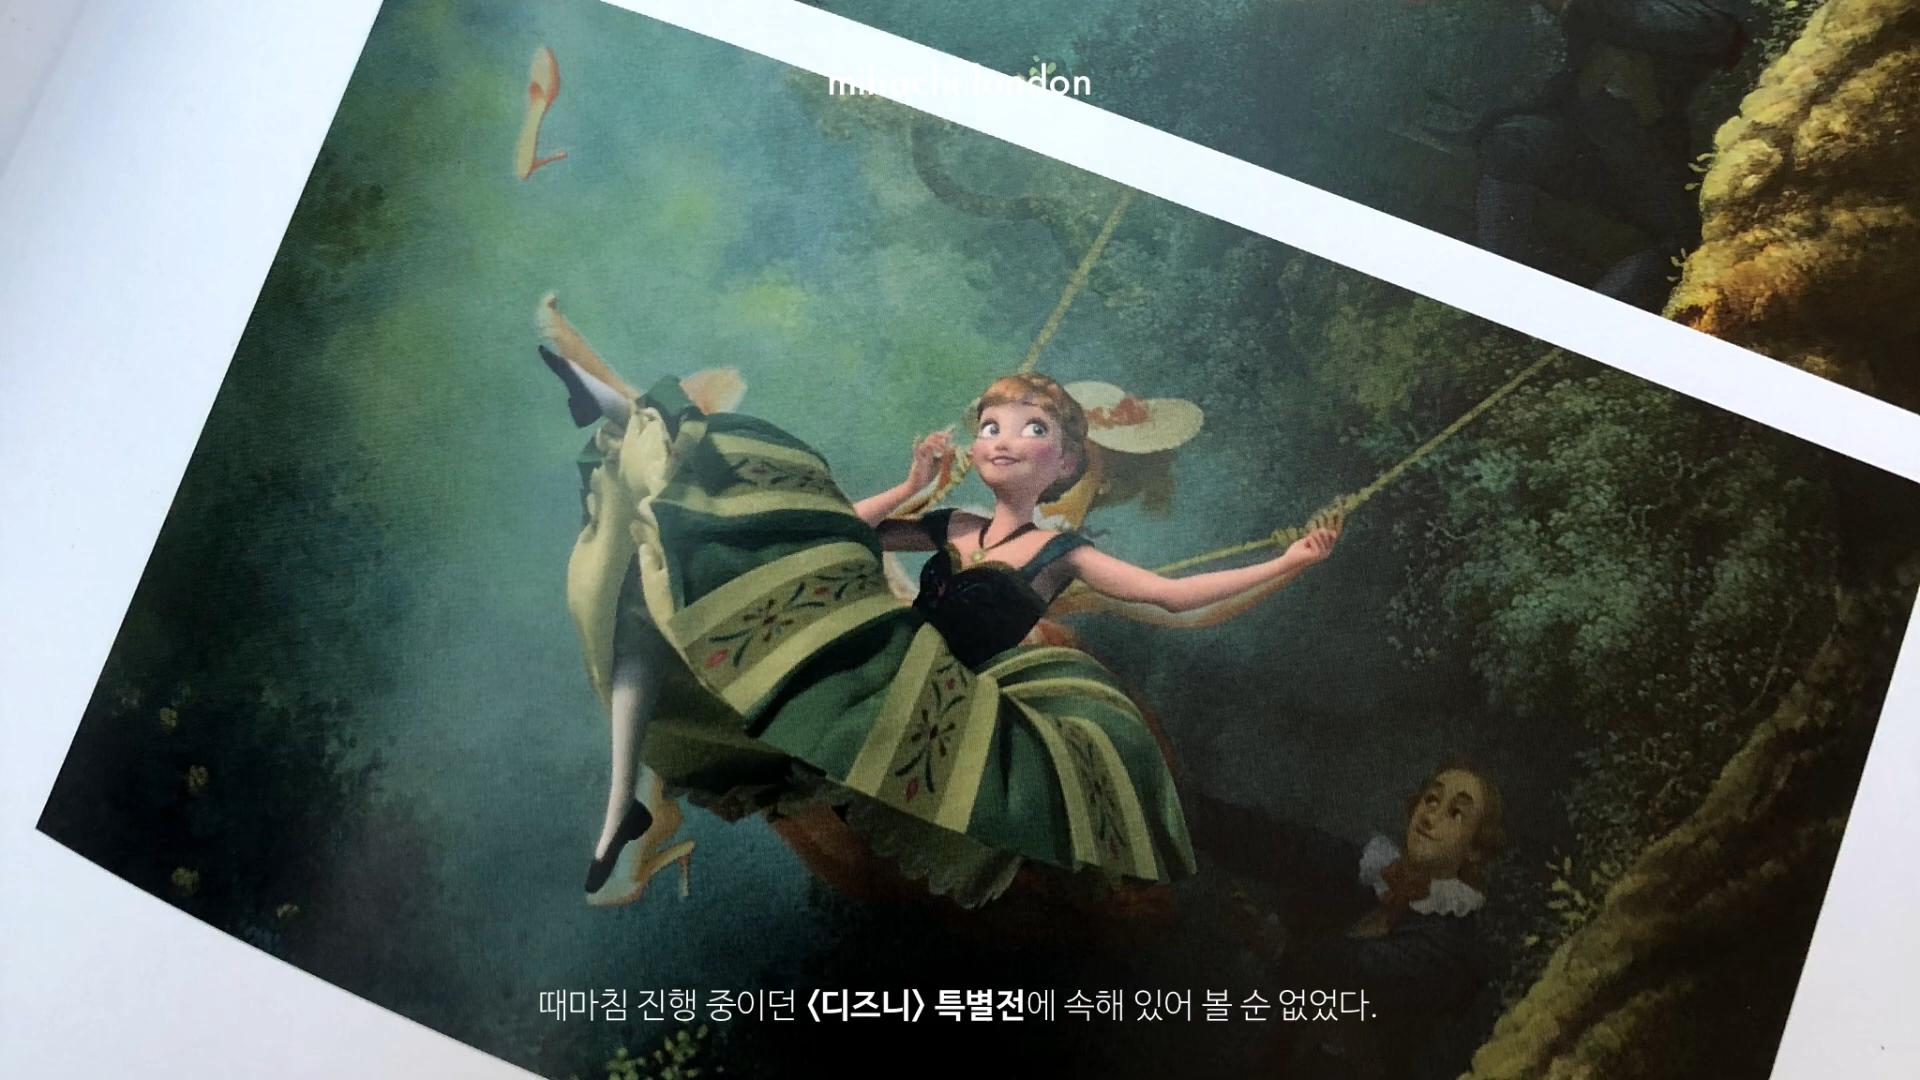 mihachi london
때마침 진행 중이던 〈디즈니〉 특별전에 속해 있어 볼 순 없었다.